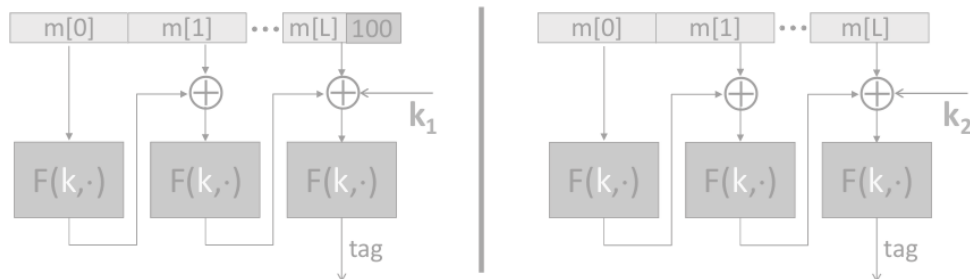 m[0] m[1] ••• m[L] 100
k₁
F(k,·) F(k,·) F(k,·)
tag
m[0] m[1] ••• m[L]
k₂
F(k,·) F(k,·) F(k,·)
tag